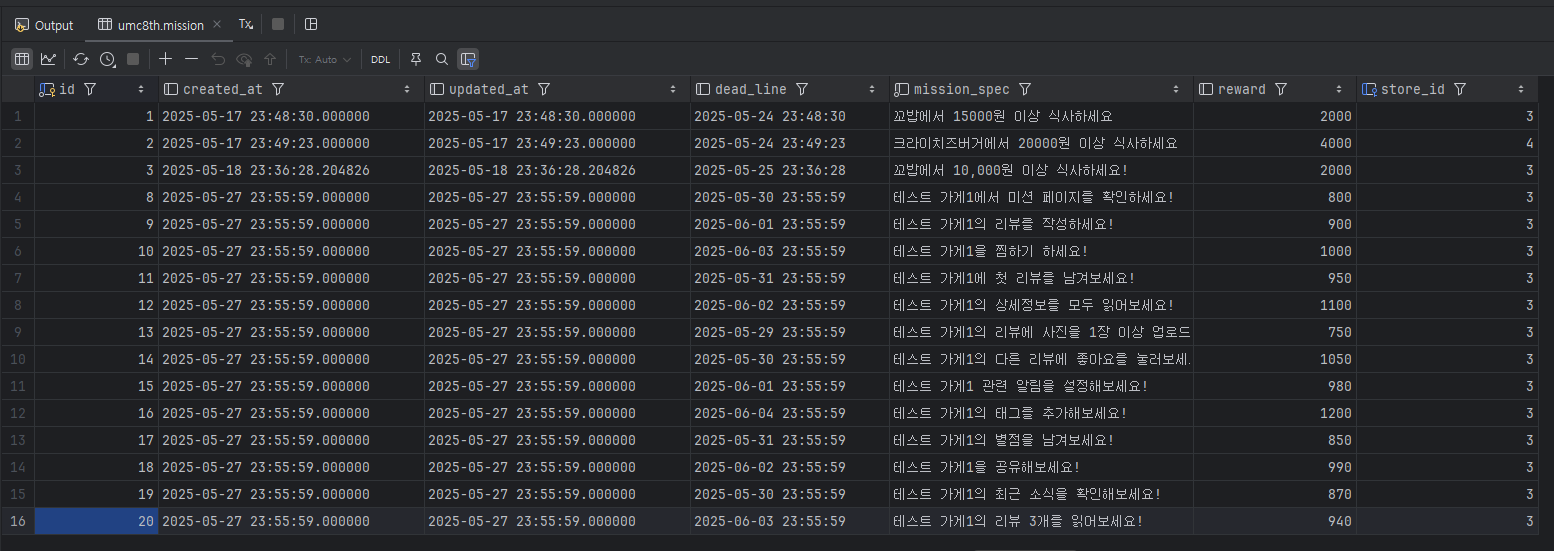 Output umc8th.mission × Tx
Tx: Auto DDL
id created_at updated_at dead_line mission_spec reward store_id
1 1 2025-05-17 23:48:30.000000 2025-05-17 23:48:30.000000 2025-05-24 23:48:30 꼬밥에서 15000원 이상 식사하세요 2000 3
2 2 2025-05-17 23:49:23.000000 2025-05-17 23:49:23.000000 2025-05-24 23:49:23 크라이치즈버거에서 20000원 이상 식사하세요 4000 4
3 3 2025-05-18 23:36:28.204826 2025-05-18 23:36:28.204826 2025-05-25 23:36:28 꼬밥에서 10,000원 이상 식사하세요! 2000 3
4 8 2025-05-27 23:55:59.000000 2025-05-27 23:55:59.000000 2025-05-30 23:55:59 테스트 가게1에서 미션 페이지를 확인하세요! 800 3
5 9 2025-05-27 23:55:59.000000 2025-05-27 23:55:59.000000 2025-06-01 23:55:59 테스트 가게1의 리뷰를 작성하세요! 900 3
6 10 2025-05-27 23:55:59.000000 2025-05-27 23:55:59.000000 2025-06-03 23:55:59 테스트 가게1을 찜하기 하세요! 1000 3
7 11 2025-05-27 23:55:59.000000 2025-05-27 23:55:59.000000 2025-05-31 23:55:59 테스트 가게1에 첫 리뷰를 남겨보세요! 950 3
8 12 2025-05-27 23:55:59.000000 2025-05-27 23:55:59.000000 2025-06-02 23:55:59 테스트 가게1의 상세정보를 모두 읽어보세요! 1100 3
9 13 2025-05-27 23:55:59.000000 2025-05-27 23:55:59.000000 2025-05-29 23:55:59 테스트 가게1의 리뷰에 사진을 1장 이상 업로드 750 3
10 14 2025-05-27 23:55:59.000000 2025-05-27 23:55:59.000000 2025-05-30 23:55:59 테스트 가게1의 다른 리뷰에 좋아요를 눌러보세. 1050 3
11 15 2025-05-27 23:55:59.000000 2025-05-27 23:55:59.000000 2025-06-01 23:55:59 테스트 가게1 관련 알림을 설정해보세요! 980 3
12 16 2025-05-27 23:55:59.000000 2025-05-27 23:55:59.000000 2025-06-04 23:55:59 테스트 가게1의 태그를 추가해보세요! 1200 3
13 17 2025-05-27 23:55:59.000000 2025-05-27 23:55:59.000000 2025-05-31 23:55:59 테스트 가게1의 별점을 남겨보세요! 850 3
14 18 2025-05-27 23:55:59.000000 2025-05-27 23:55:59.000000 2025-06-02 23:55:59 테스트 가게1을 공유해보세요! 990 3
15 19 2025-05-27 23:55:59.000000 2025-05-27 23:55:59.000000 2025-05-30 23:55:59 테스트 가게1의 최근 소식을 확인해보세요! 870 3
16 20 2025-05-27 23:55:59.000000 2025-05-27 23:55:59.000000 2025-06-03 23:55:59 테스트 가게1의 리뷰 3개를 읽어보세요! 940 3